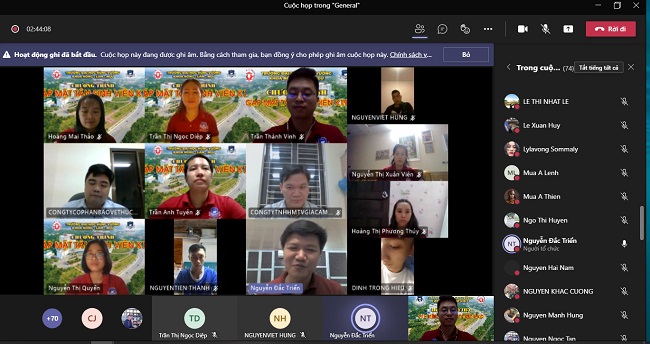 Cuộc họp trong "General"
02:44:08
Rời đi
Hoạt động ghi đã bắt đầu. Cuộc họp này đang được ghi âm. Bằng cách tham gia, bạn đồng ý cho phép ghi âm cuộc họp này. Chính sách v...
Bỏ
Trong cuộ... (74)
Tắt tiếng tất cả
Hoàng Mai Thảo
Trần Thị Ngọc Diệp
Trần Thành Vinh
NGUYENVIET HUNG
CONGTYCOPHANBAOVETHUC...
Trần Anh Tuyên
CONGTYTNHHMTVGIACAM...
Nguyễn Thị Xuân Viên
Hoàng Thị Phương Thúy
Nguyễn Thị Quyên
NGUYENTIEN THANH
Nguyễn Đắc Triển
DINH TRONG HIEU
+70
CJ
TD
Trần Thị Ngọc Diệp
NH
NGUYENVIET HUNG
NT
Nguyễn Đắc Triển
LE THI NHAT LE
Le Xuan Huy
Lylavong Sommaly
ML
Mua A Lenh
Mua A Thien
Ngo Thi Huyen
NT
Nguyễn Đắc Triển
Người tổ chức
Nguyen Hai Nam
NGUYEN KHAC CUONG
Nguyen Manh Hung
Nguyen Ngoc Tan